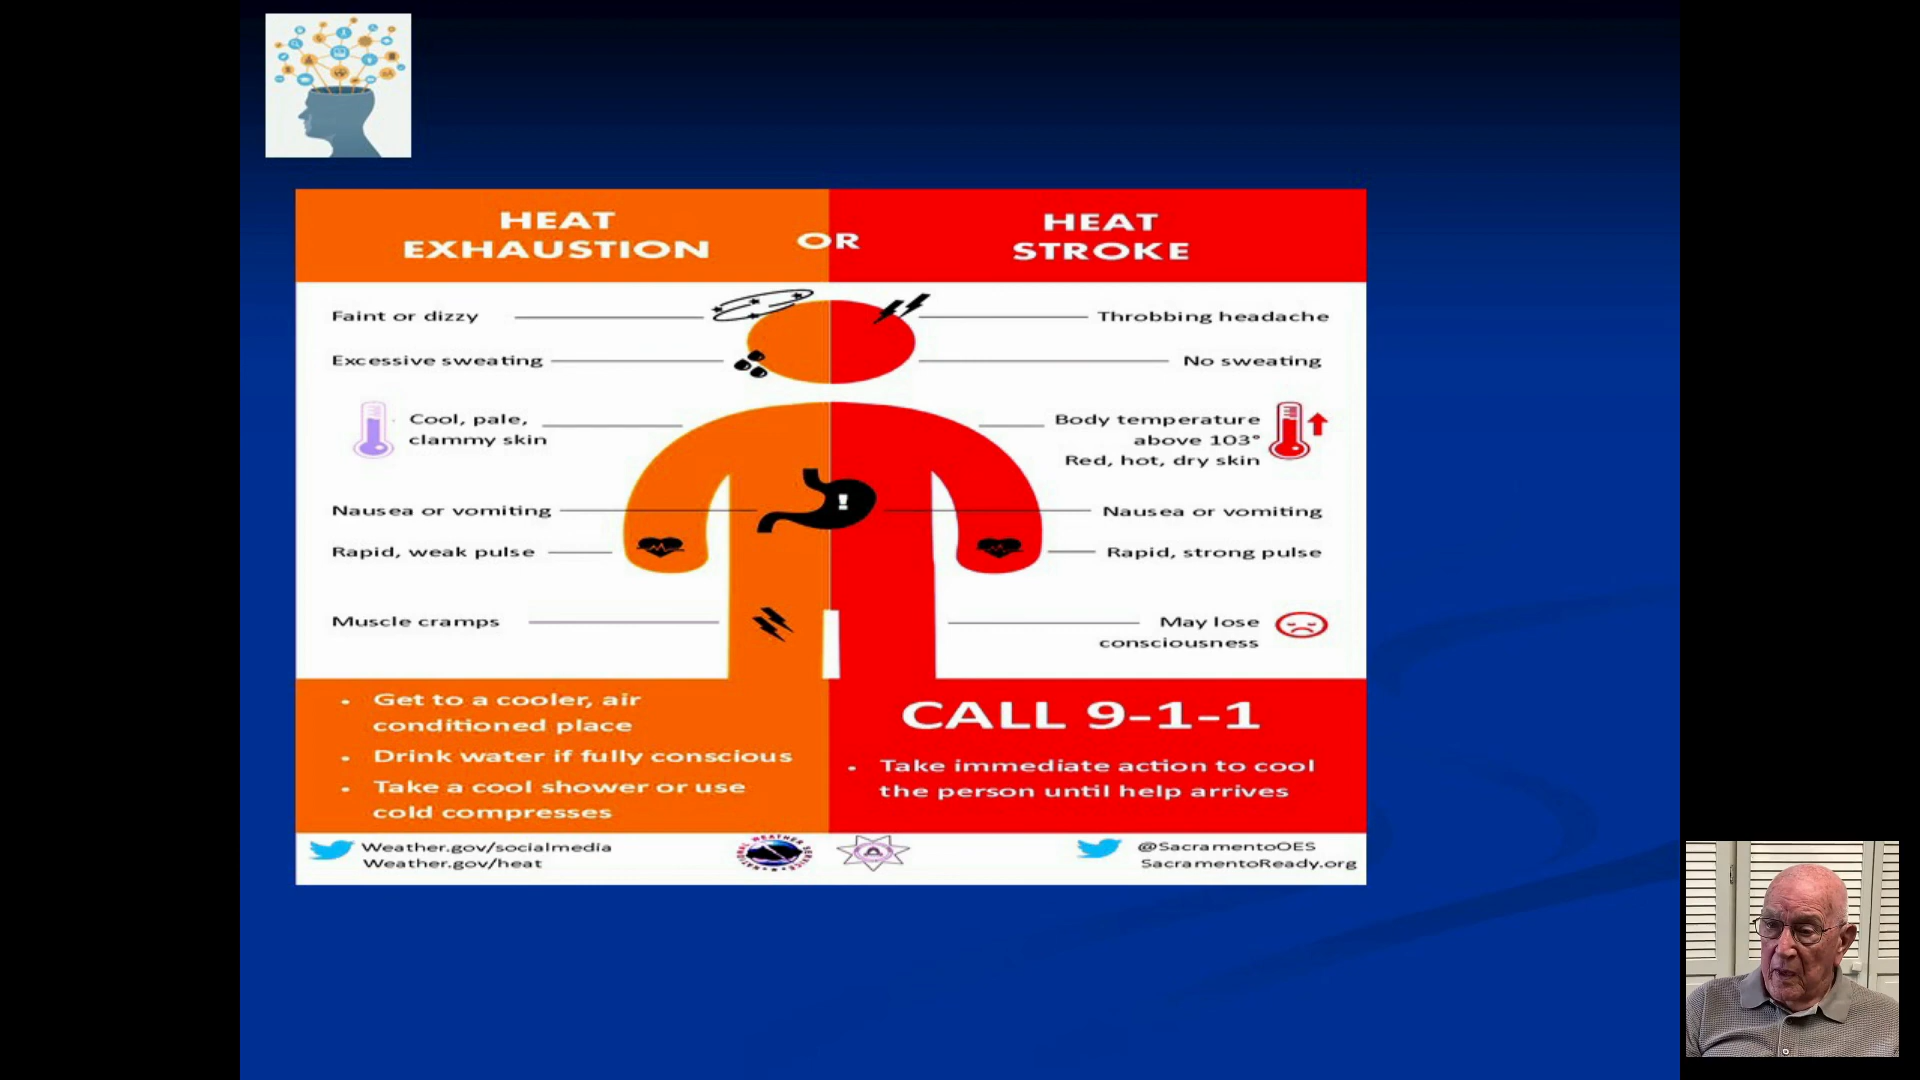 HEAT
EXHAUSTION
OR
HEAT
STROKE
Faint or dizzy
Throbbing headache
Excessive sweating
No sweating
Cool, pale,
clammy skin
Body temperature
above 103°
Red, hot, dry skin
Nausea or vomiting
!
Nausea or vomiting
Rapid, weak pulse
Rapid, strong pulse
Muscle cramps
May lose
consciousness
• Get to a cooler, air
conditioned place
• Drink water if fully conscious
• Take a cool shower or use
cold compresses
CALL 9-1-1
• Take immediate action to cool
the person until help arrives
Weather.gov/socialmedia
Weather.gov/heat
NATIONAL WEATHER SERVICE
@SacramentoOES
SacramentoReady.org